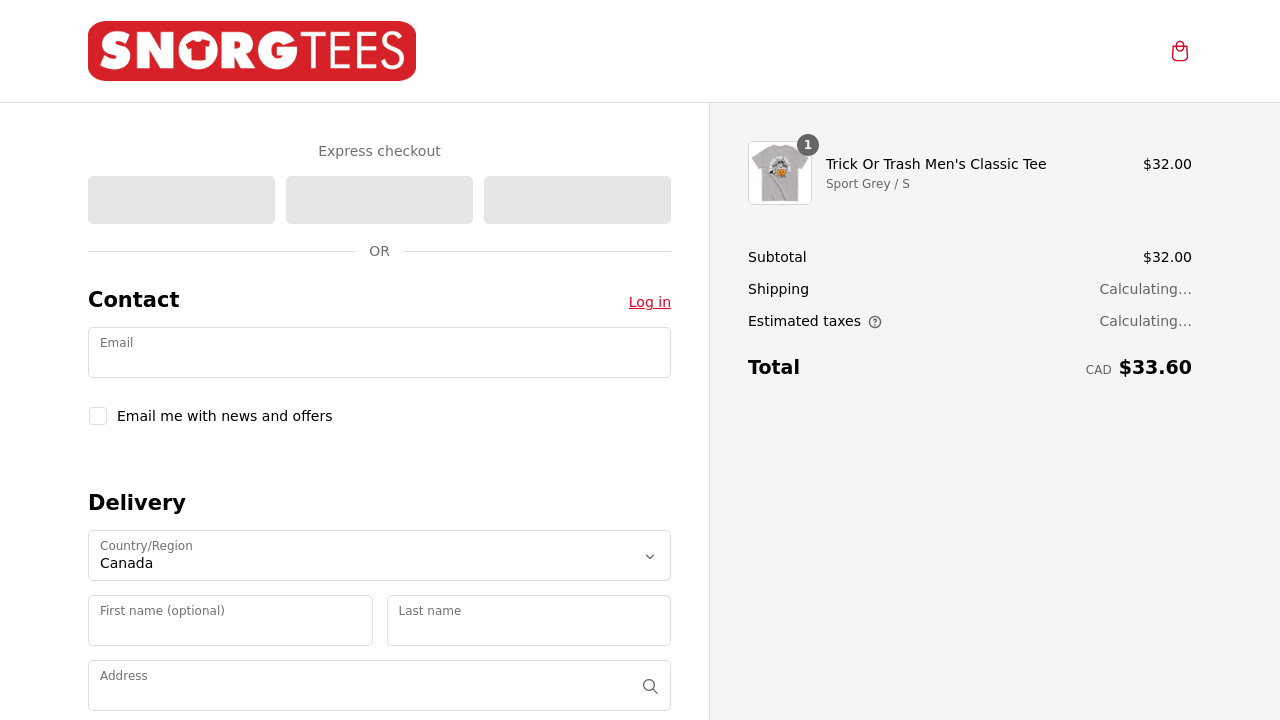 SNORGTEES
Express checkout
OR
Contact
Log in
Email
Email me with news and offers
Delivery
Country/Region
Canada
First name (optional)
Last name
Address
1
Trick Or Trash Men's Classic Tee
$32.00
Sport Grey / S
Subtotal
$32.00
Shipping
Calculating...
Estimated taxes
Calculating...
Total
CAD $33.60